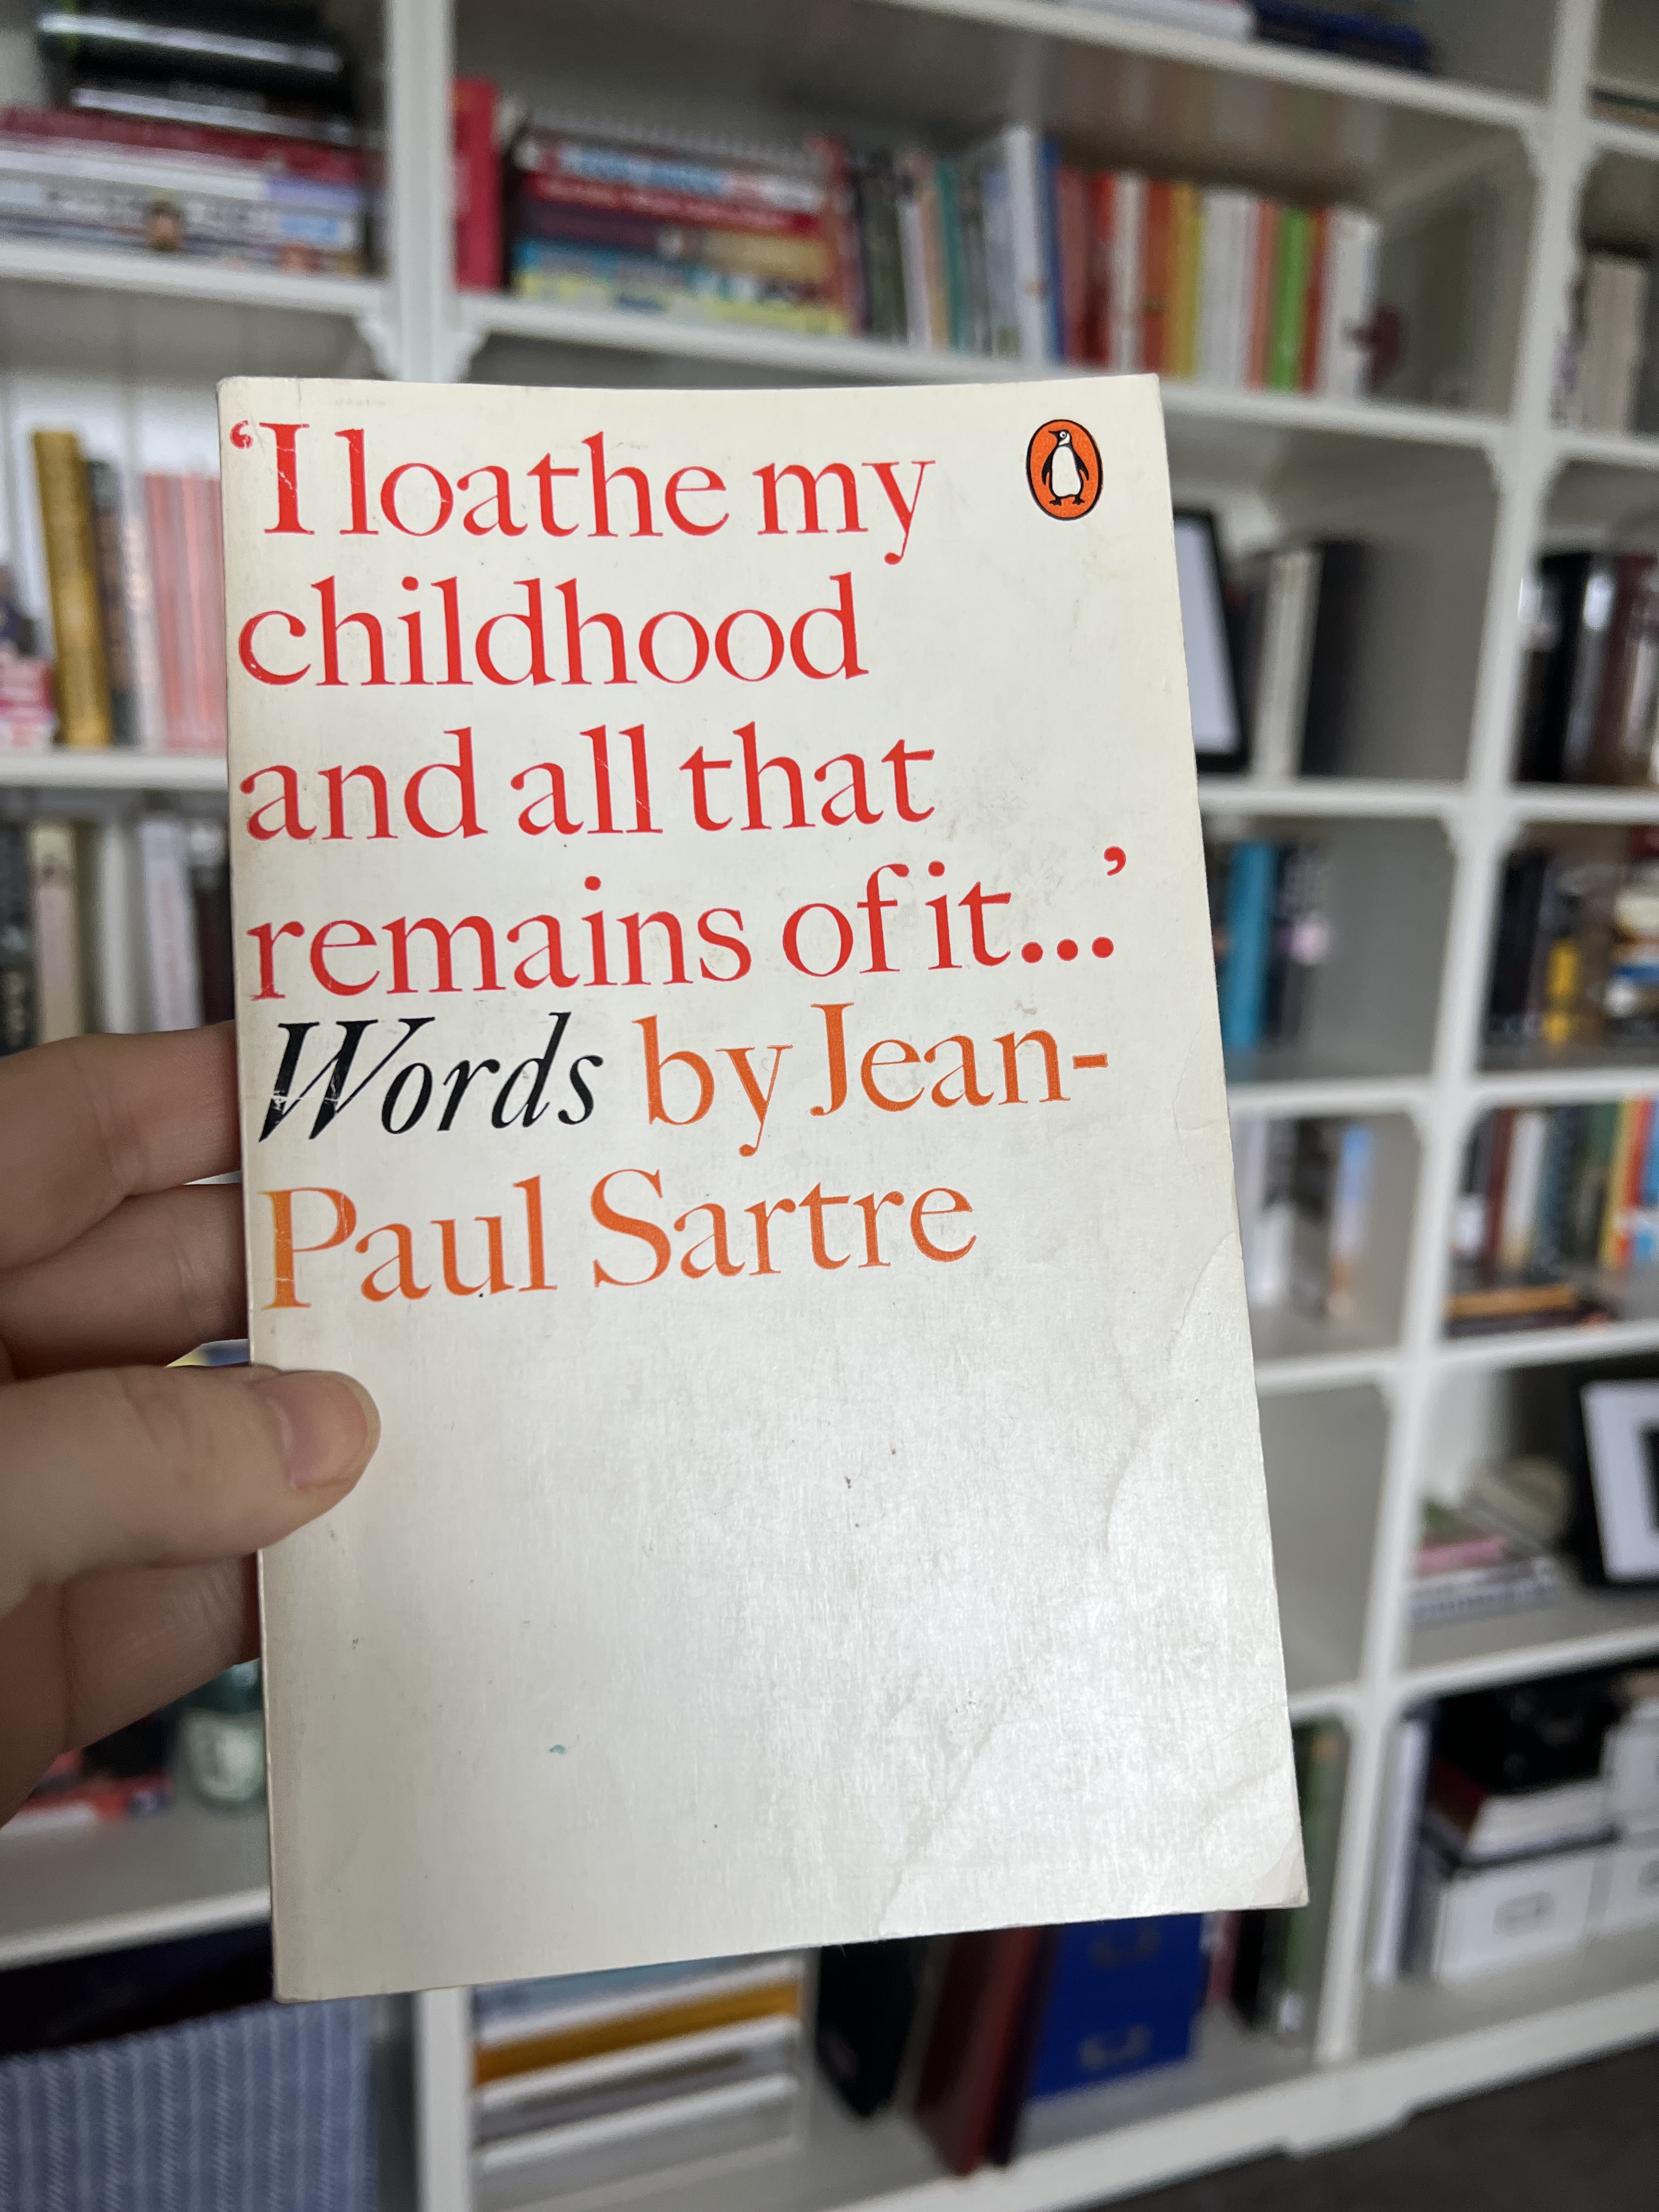 ‘I loathe my
childhood
and all that
remains of it...’
Words by Jean-
Paul Sartre